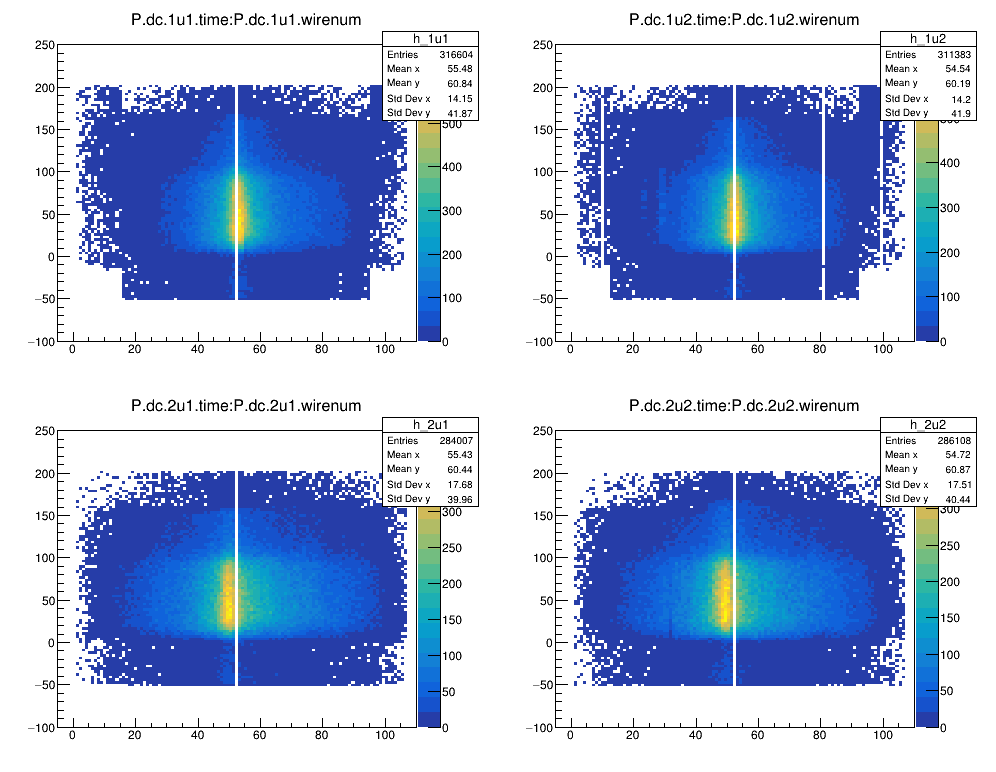 P.dc.1u1.time:P.dc.1u1.wirenum
h_1u1
Entries 316604
Mean x 55.48
Mean y 60.84
Std Dev x 14.15
Std Dev y 41.87
250
200
150
100
50
0
−50
−100
0 20 40 60 80 100
500
400
300
200
100
0
P.dc.1u2.time:P.dc.1u2.wirenum
h_1u2
Entries 311383
Mean x 54.54
Mean y 60.19
Std Dev x 14.2
Std Dev y 41.9
250
200
150
100
50
0
−50
−100
0 20 40 60 80 100
500
400
300
200
100
0
P.dc.2u1.time:P.dc.2u1.wirenum
h_2u1
Entries 284007
Mean x 55.43
Mean y 60.44
Std Dev x 17.68
Std Dev y 39.96
250
200
150
100
50
0
−50
−100
0 20 40 60 80 100
300
250
200
150
100
50
0
P.dc.2u2.time:P.dc.2u2.wirenum
h_2u2
Entries 286108
Mean x 54.72
Mean y 60.87
Std Dev x 17.51
Std Dev y 40.44
250
200
150
100
50
0
−50
−100
0 20 40 60 80 100
300
250
200
150
100
50
0